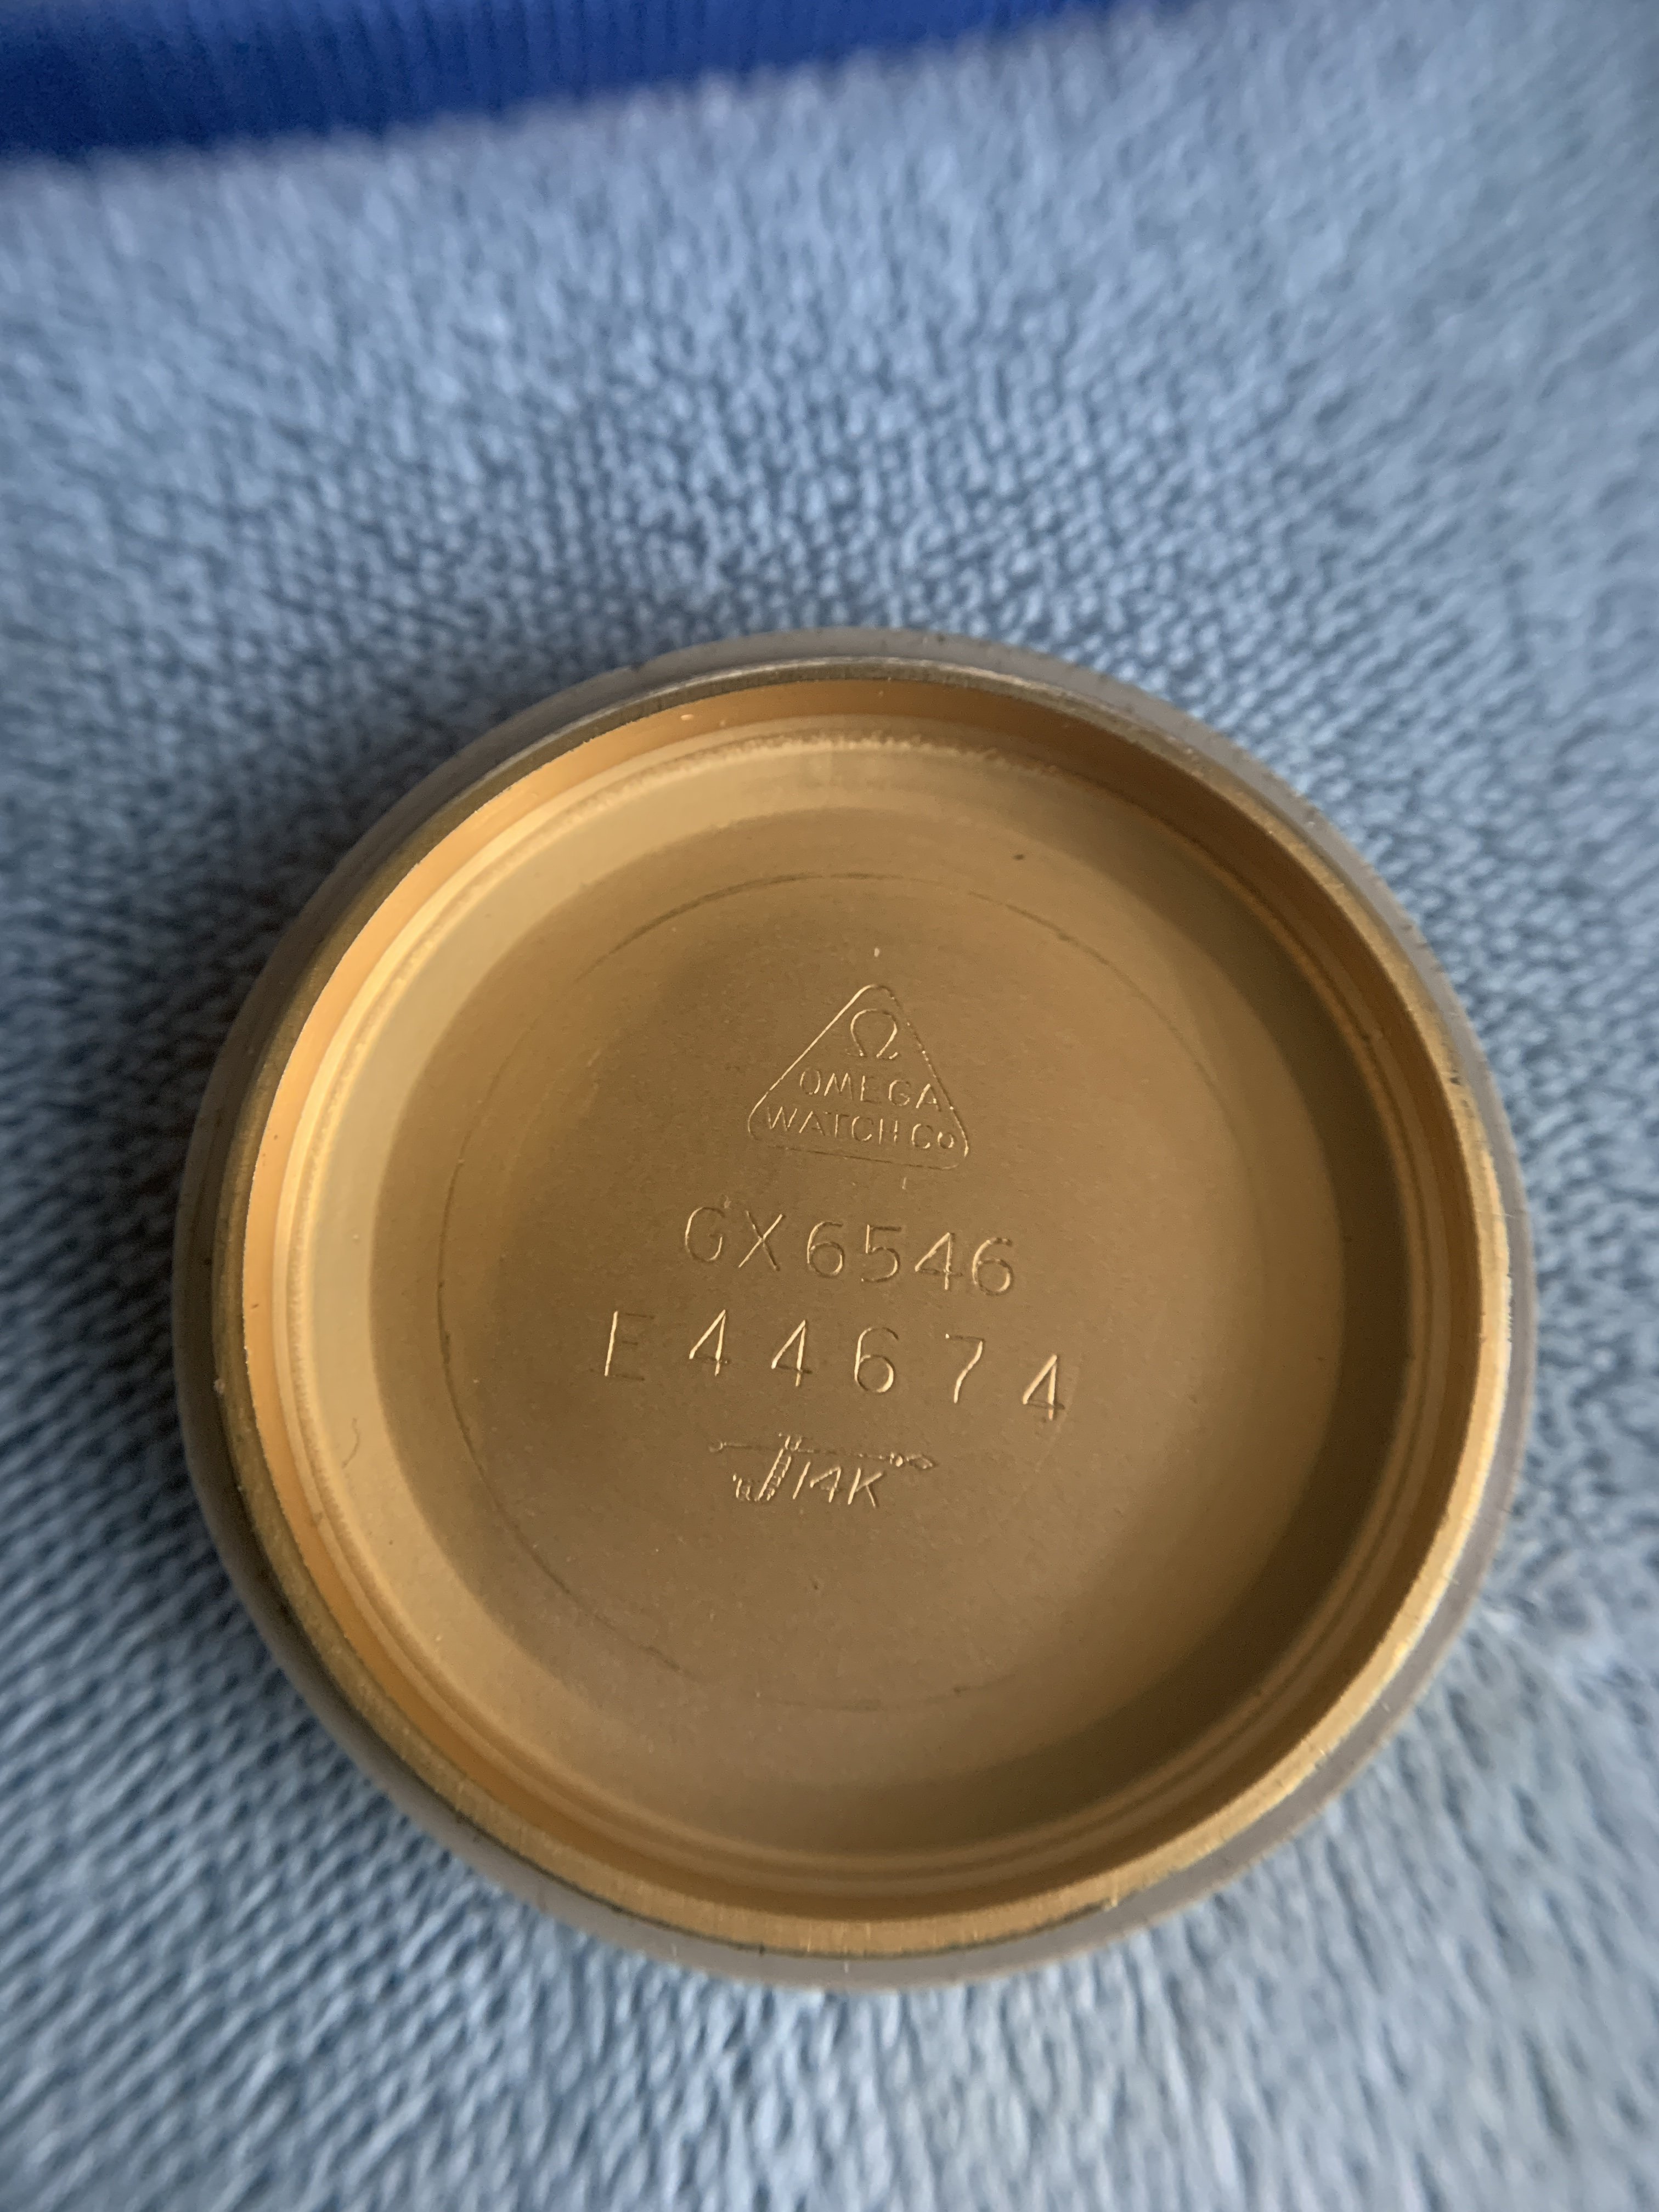 Ω
OMEGA
WATCH Co
GX6546
E44674
14K